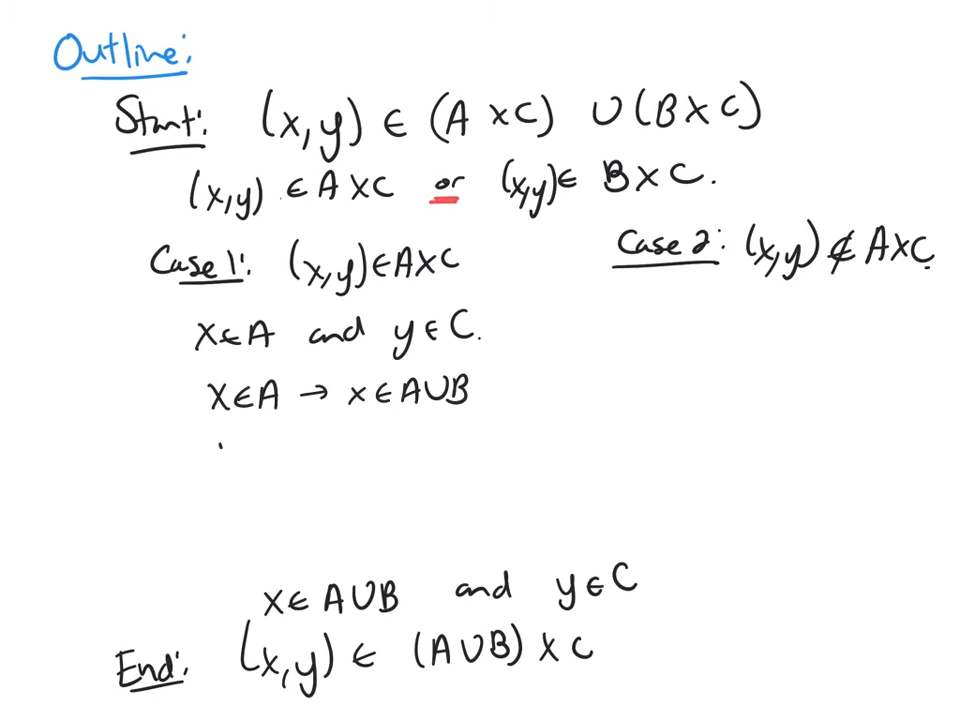 Outline:
Start: (x,y) ∈ (A×C) ∪ (B×C)
(x,y) ∈ A×C or (x,y) ∈ B×C.
Case 1: (x,y) ∈ A×C
Case 2: (x,y) ∉ A×C.
x∈A and y∈C.
x∈A → x∈A∪B
x∈A∪B and y∈C
End: (x,y) ∈ (A∪B) × C